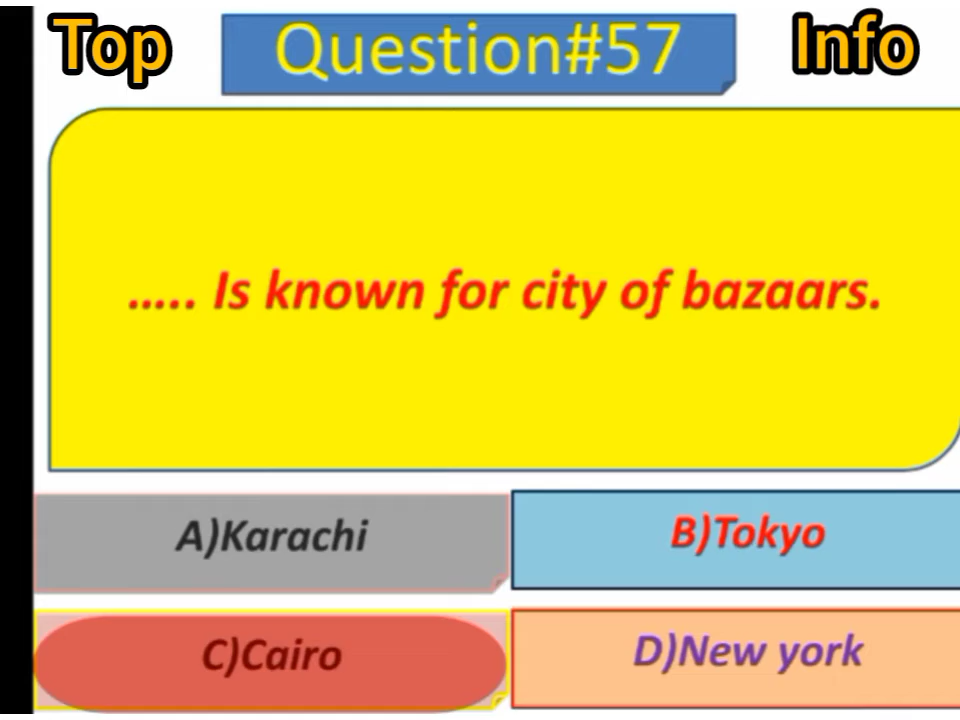 Top
Question#57
Info
..... Is known for city of bazaars.
A)Karachi
B)Tokyo
C)Cairo
D)New york